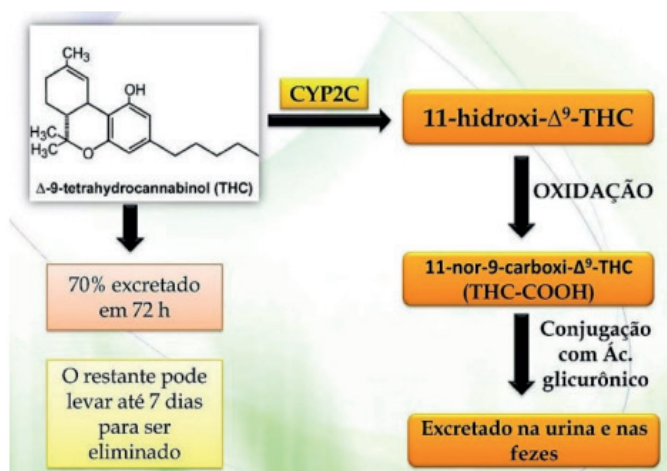 CH₃
OH
H₃C
H₃C
O
Δ-9-tetrahydrocannabinol (THC)
70% excretado
em 72 h
O restante pode
levar até 7 dias
para ser
eliminado
CYP2C
11-hidroxi-Δ⁹-THC
OXIDAÇÃO
11-nor-9-carboxi-Δ⁹-THC
(THC-COOH)
Conjugação
com Ác.
glicurônico
Excretado na urina e nas
fezes